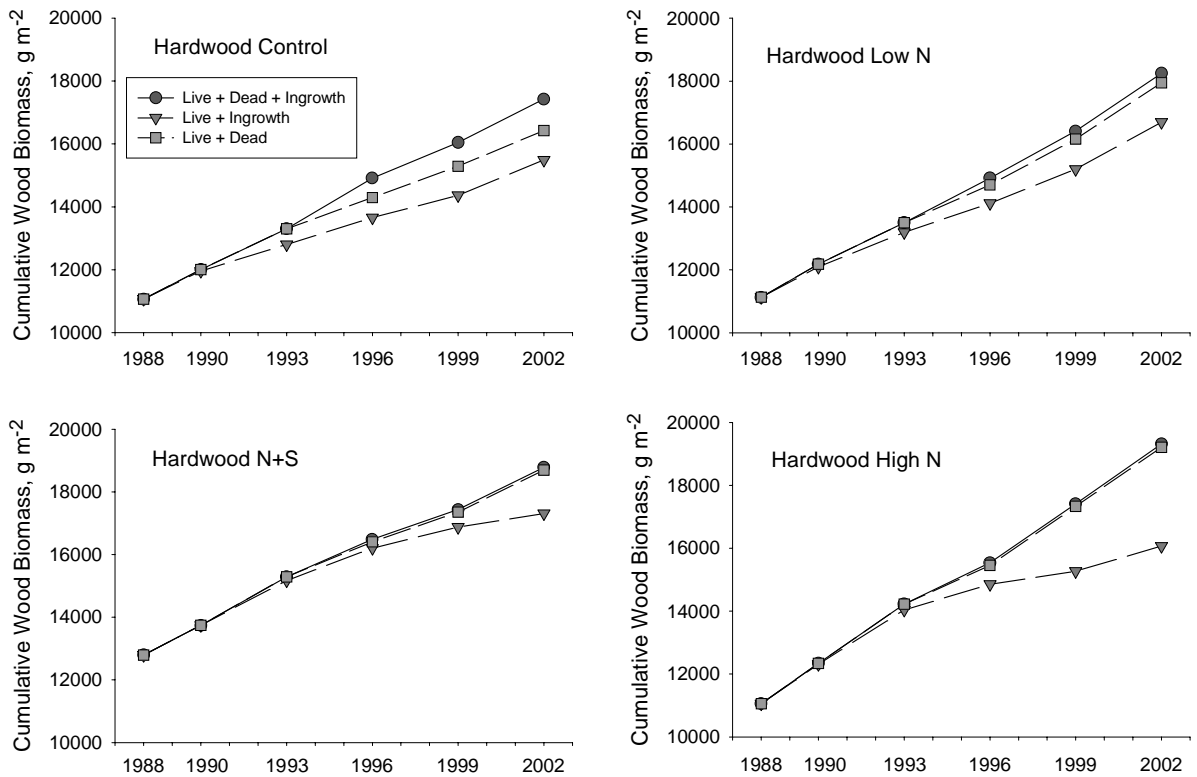 Cumulative Wood Biomass, g m-2
20000
18000
16000
14000
12000
10000
Hardwood Control
Live + Dead + Ingrowth
Live + Ingrowth
Live + Dead
1988 1990 1993 1996 1999 2002
Cumulative Wood Biomass, g m-2
20000
18000
16000
14000
12000
10000
Hardwood Low N
1988 1990 1993 1996 1999 2002
Cumulative Wood Biomass, g m-2
20000
18000
16000
14000
12000
10000
Hardwood N+S
1988 1990 1993 1996 1999 2002
Cumulative Wood Biomass, g m-2
20000
18000
16000
14000
12000
10000
Hardwood High N
1988 1990 1993 1996 1999 2002